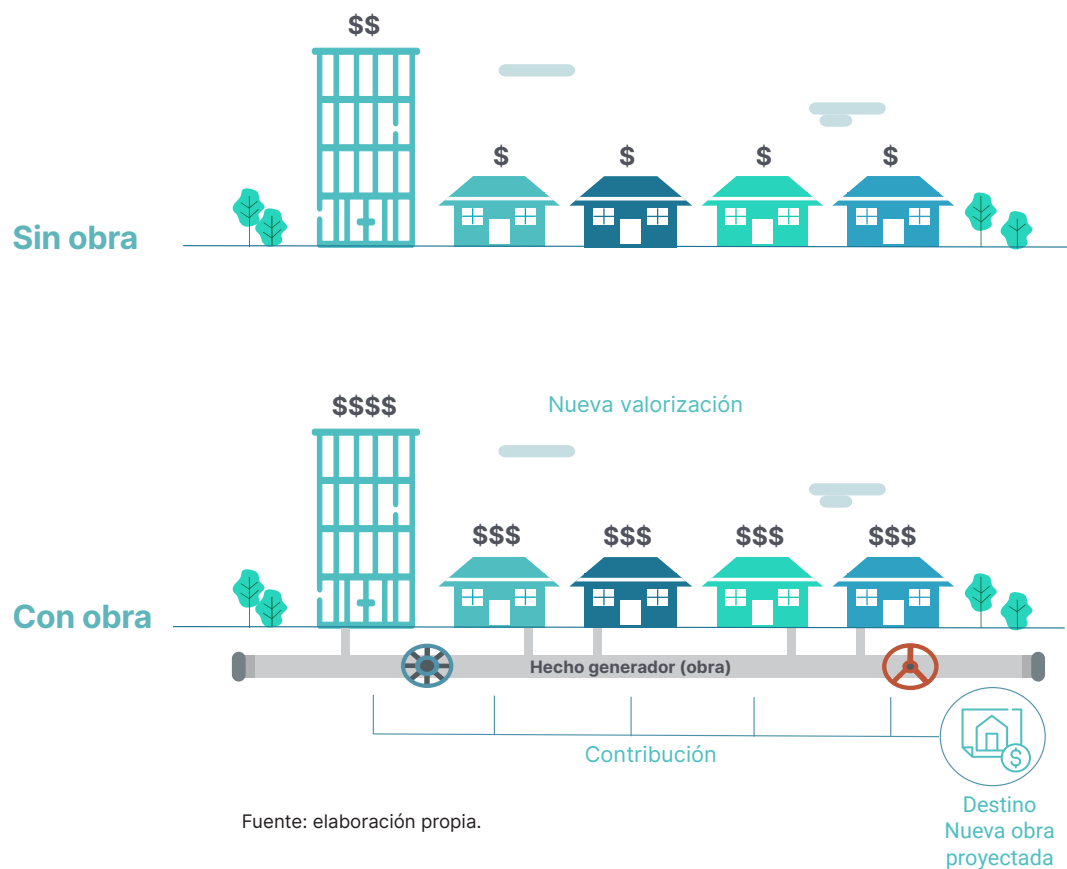 $$
$ $ $ $
Sin obra
$$$$
Nueva valorización
$$$ $$$ $$$ $$$
Con obra
Hecho generador (obra)
$
Contribución
Destino
Nueva obra
proyectada
Fuente: elaboración propia.